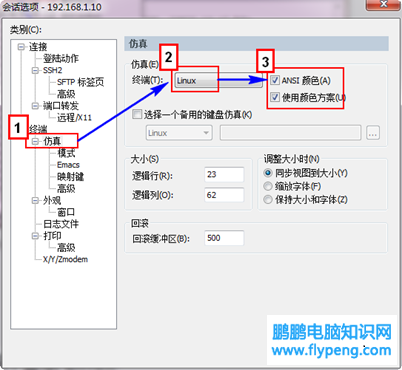 会话选项 - 192.168.1.10
类别(C):
连接
登陆动作
SSH2
SFTP 标签页
高级
端口转发
远程/X11
终端
仿真
模式
Emacs
映射键
高级
外观
窗口
日志文件
打印
高级
X/Y/Zmodem
1
2
3
仿真
仿真(E)
终端(T):
Linux
ANSI 颜色(A)
使用颜色方案(U)
选择一个备用的键盘仿真(K)
Linux
...
大小(S)
逻辑行(R):
23
逻辑列(O):
62
调整大小时(N)
同步视图到大小(Y)
缩放字体(F)
保持大小和字体(Z)
回滚
回滚缓冲区(B):
500
鹏鹏电脑知识网
www.flypeng.com